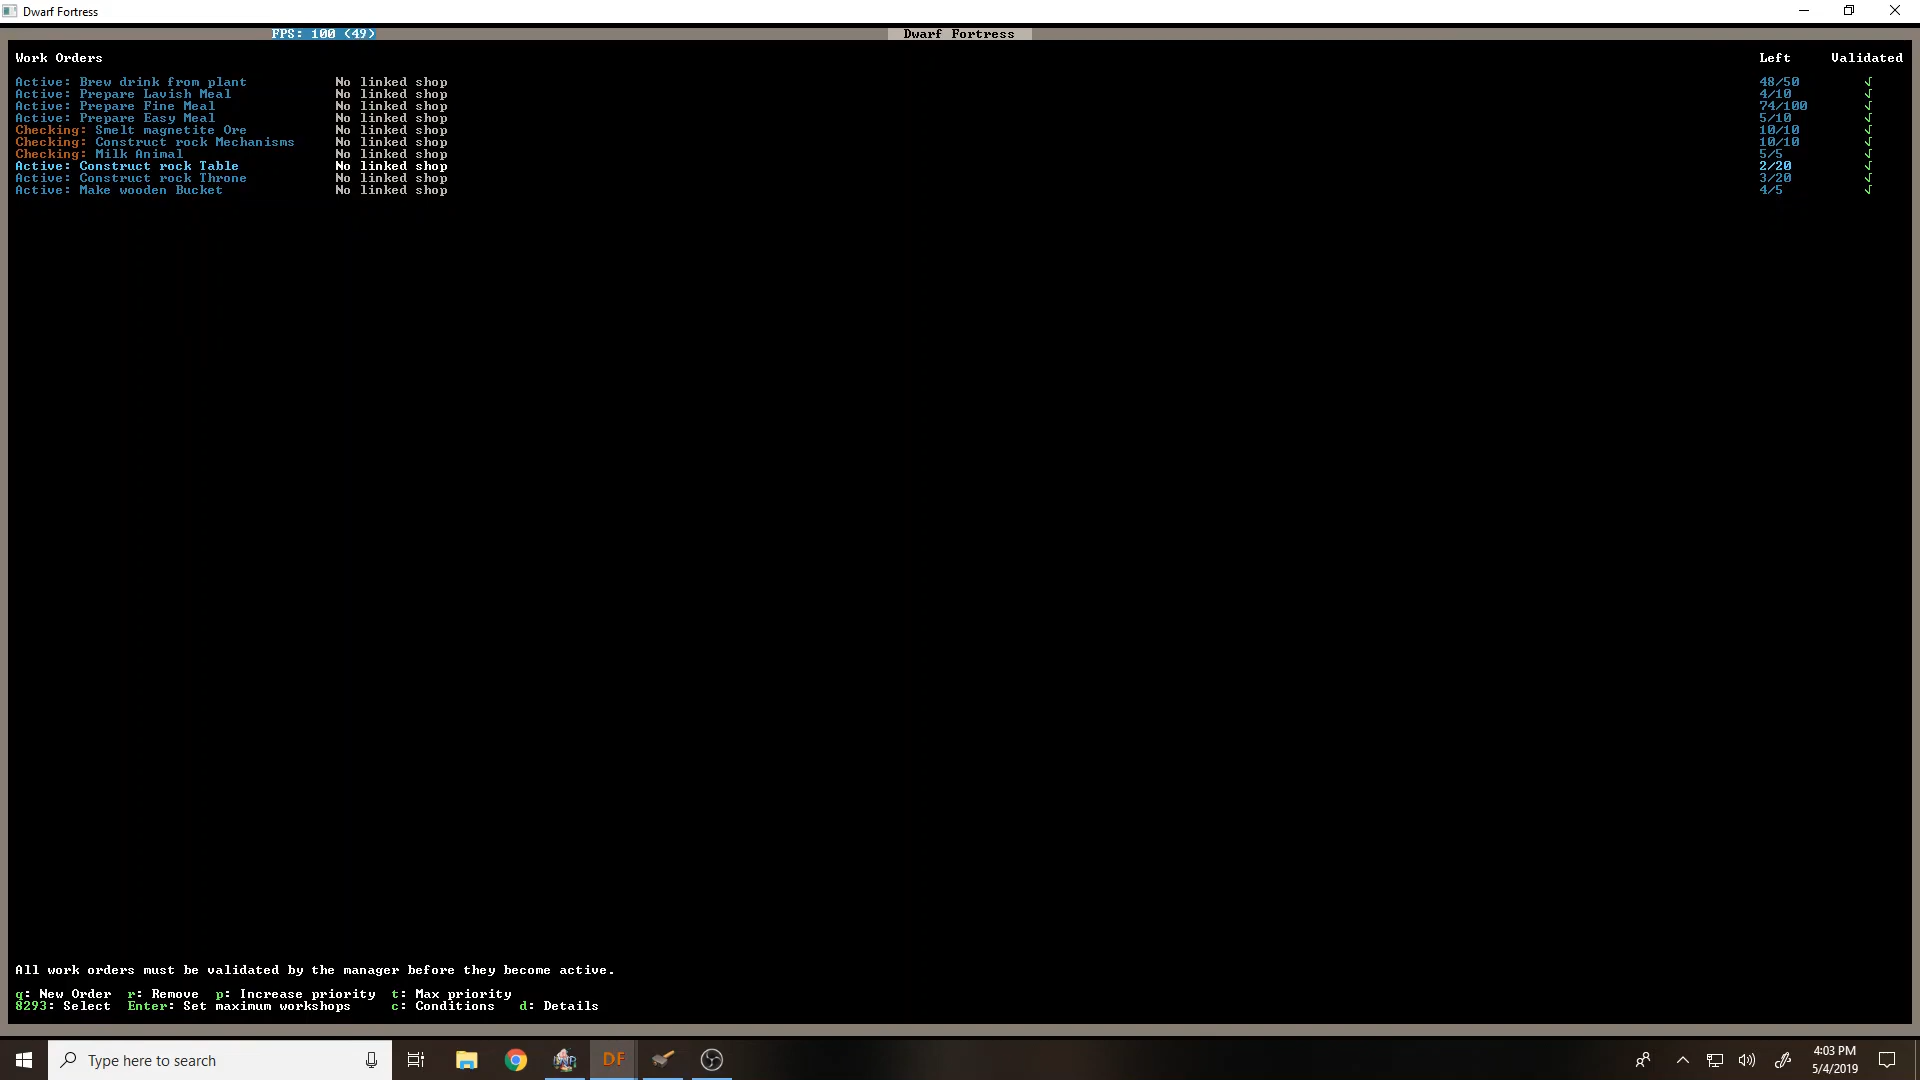 Dwarf Fortress
FPS: 100 (49) Dwarf Fortress
Work Orders Left Validated
Active: Brew drink from plant No linked shop 48/50 √
Active: Prepare Lavish Meal No linked shop 4/10 √
Active: Prepare Fine Meal No linked shop 74/100 √
Active: Prepare Easy Meal No linked shop 5/10 √
Checking: Smelt magnetite Ore No linked shop 10/10 √
Checking: Construct rock Mechanisms No linked shop 10/10 √
Checking: Milk Animal No linked shop 5/5 √
Active: Construct rock Table No linked shop 2/20 √
Active: Construct rock Throne No linked shop 3/20 √
Active: Make wooden Bucket No linked shop 4/5 √
All work orders must be validated by the manager before they become active.
q: New Order r: Remove p: Increase priority t: Max priority
8293: Select Enter: Set maximum workshops c: Conditions d: Details
Type here to search
DF
4:03 PM
5/4/2019